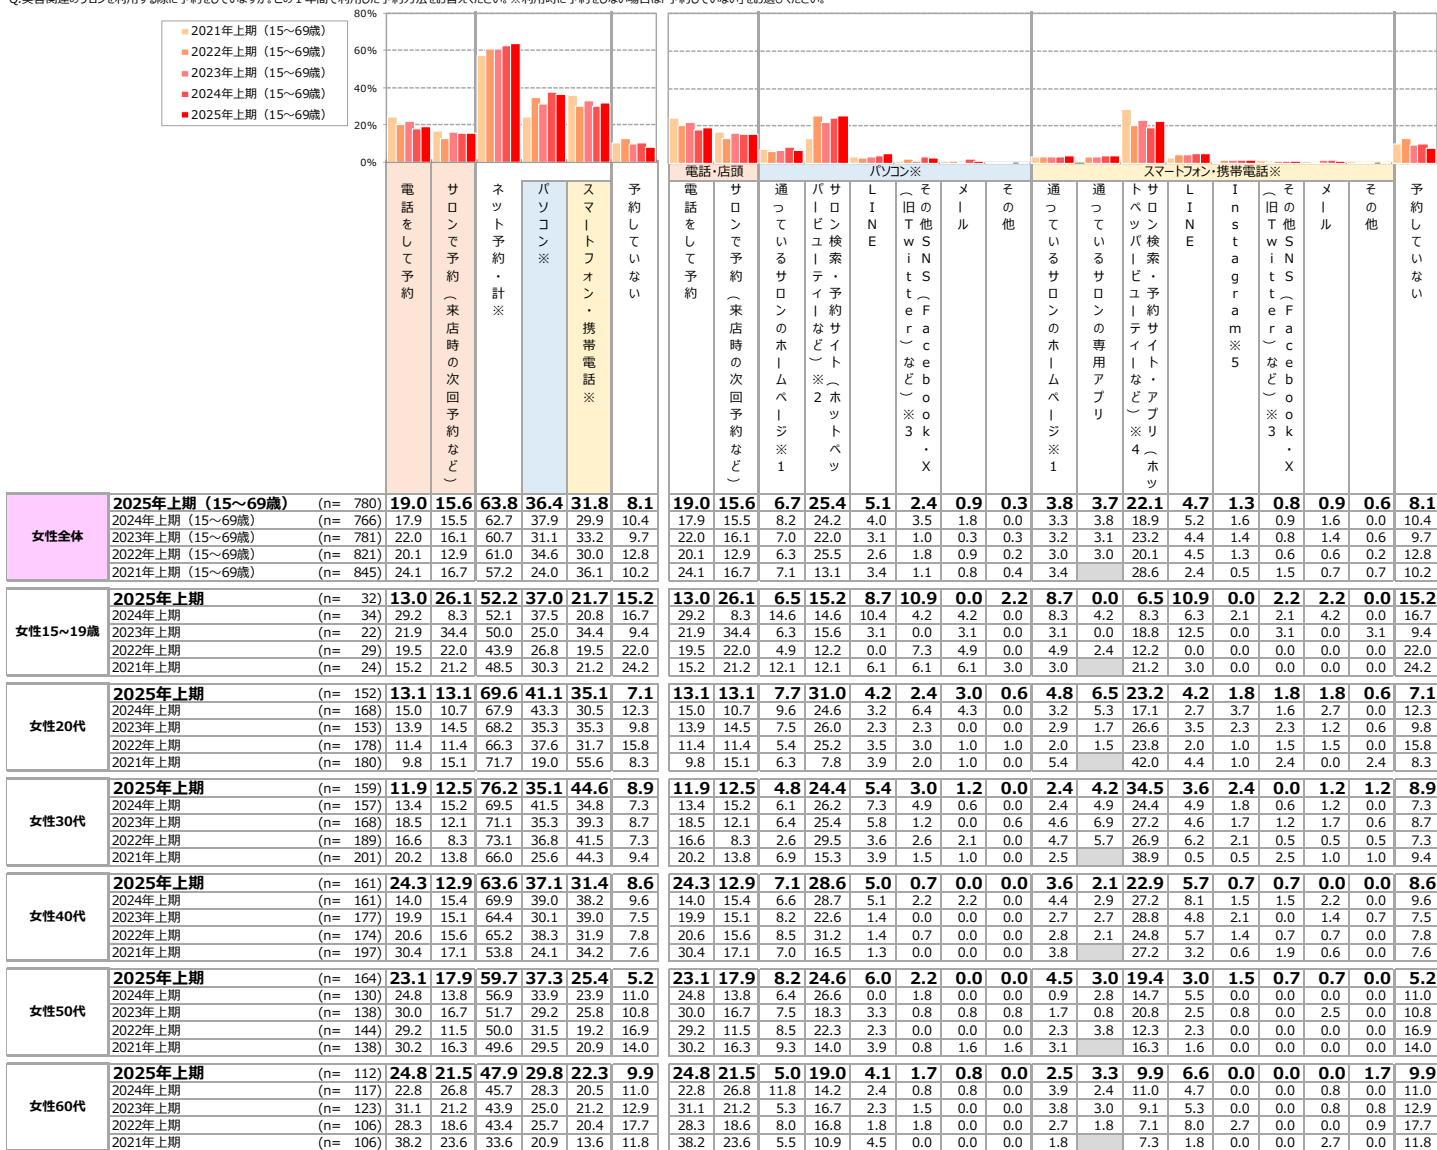 2021年上期（15～69歳）
2022年上期（15～69歳）
2023年上期（15～69歳）
2024年上期（15～69歳）
2025年上期（15～69歳）
80%
60%
40%
20%
0%
電話・店頭
パソコン※
スマートフォン・携帯電話※
電話をして予約
サロンで予約（来店時の次回予約など）
ネット予約・計※
パソコン※
スマートフォン・携帯電話※
予約していない
電話をして予約
サロンで予約（来店時の次回予約など）
通っているサロンのホームページ※1
サロン検索・予約サイト（ホットペッパービューティーなど）※2
LINE
その他SNS（Facebook・X（旧Twitter）など）※3
メール
その他
通っているサロンのホームページ※1
通っているサロンの専用アプリ
サロン検索・予約サイト・アプリ（ホットペッパービューティーなど）※4
LINE
Instagram※5
その他SNS（Facebook・X（旧Twitter）など）※3
メール
その他
予約していない
女性全体
2025年上期（15～69歳） (n= 780) 19.0 15.6 63.8 36.4 31.8 8.1 19.0 15.6 6.7 25.4 5.1 2.4 0.9 0.3 3.8 3.7 22.1 4.7 1.3 0.8 0.9 0.6 8.1
2024年上期（15～69歳） (n= 766) 17.9 15.5 62.7 37.9 29.9 10.4 17.9 15.5 8.2 24.2 4.0 3.5 1.8 0.0 3.3 3.8 18.9 5.2 1.6 0.9 1.6 0.0 10.4
2023年上期（15～69歳） (n= 781) 22.0 16.1 60.7 31.1 33.2 9.7 22.0 16.1 7.0 22.0 3.1 1.0 0.3 0.3 3.2 3.1 23.2 4.4 1.4 0.8 1.4 0.6 9.7
2022年上期（15～69歳） (n= 821) 20.1 12.9 61.0 34.6 30.0 12.8 20.1 12.9 6.3 25.5 2.6 1.8 0.9 0.2 3.0 3.0 20.1 4.5 1.3 0.6 0.6 0.2 12.8
2021年上期（15～69歳） (n= 845) 24.1 16.7 57.2 24.0 36.1 10.2 24.1 16.7 7.1 13.1 3.4 1.1 0.8 0.4 3.4 28.6 2.4 0.5 1.5 0.7 0.7 10.2
女性15~19歳
2025年上期 (n= 32) 13.0 26.1 52.2 37.0 21.7 15.2 13.0 26.1 6.5 15.2 8.7 10.9 0.0 2.2 8.7 0.0 6.5 10.9 0.0 2.2 2.2 0.0 15.2
2024年上期 (n= 34) 29.2 8.3 52.1 37.5 20.8 16.7 29.2 8.3 14.6 14.6 10.4 4.2 4.2 0.0 8.3 4.2 8.3 6.3 2.1 2.1 4.2 0.0 16.7
2023年上期 (n= 22) 21.9 34.4 50.0 25.0 34.4 9.4 21.9 34.4 6.3 15.6 3.1 0.0 3.1 0.0 3.1 0.0 18.8 12.5 0.0 3.1 0.0 3.1 9.4
2022年上期 (n= 29) 19.5 22.0 43.9 26.8 19.5 22.0 19.5 22.0 4.9 12.2 0.0 7.3 4.9 0.0 4.9 2.4 12.2 0.0 0.0 0.0 0.0 0.0 22.0
2021年上期 (n= 24) 15.2 21.2 48.5 30.3 21.2 24.2 15.2 21.2 12.1 12.1 6.1 6.1 6.1 3.0 3.0 21.2 3.0 0.0 0.0 0.0 0.0 24.2
女性20代
2025年上期 (n= 152) 13.1 13.1 69.6 41.1 35.1 7.1 13.1 13.1 7.7 31.0 4.2 2.4 3.0 0.6 4.8 6.5 23.2 4.2 1.8 1.8 1.8 0.6 7.1
2024年上期 (n= 168) 15.0 10.7 67.9 43.3 30.5 12.3 15.0 10.7 9.6 24.6 3.2 6.4 4.3 0.0 3.2 5.3 17.1 2.7 3.7 1.6 2.7 0.0 12.3
2023年上期 (n= 153) 13.9 14.5 68.2 35.3 35.3 9.8 13.9 14.5 7.5 26.0 2.3 2.3 0.0 0.0 2.9 1.7 26.6 3.5 2.3 2.3 1.2 0.6 9.8
2022年上期 (n= 178) 11.4 11.4 66.3 37.6 31.7 15.8 11.4 11.4 5.4 25.2 3.5 3.0 1.0 1.0 2.0 1.5 23.8 2.0 1.0 1.5 1.5 0.0 15.8
2021年上期 (n= 180) 9.8 15.1 71.7 19.0 55.6 8.3 9.8 15.1 6.3 7.8 3.9 2.0 1.0 0.0 5.4 42.0 4.4 1.0 2.4 0.0 2.4 8.3
女性30代
2025年上期 (n= 159) 11.9 12.5 76.2 35.1 44.6 8.9 11.9 12.5 4.8 24.4 5.4 3.0 1.2 0.0 2.4 4.2 34.5 3.6 2.4 0.0 1.2 1.2 8.9
2024年上期 (n= 157) 13.4 15.2 69.5 41.5 34.8 7.3 13.4 15.2 6.1 26.2 7.3 4.9 0.6 0.0 2.4 4.9 24.4 4.9 1.8 0.6 1.2 0.0 7.3
2023年上期 (n= 168) 18.5 12.1 71.1 35.3 39.3 8.7 18.5 12.1 6.4 25.4 5.8 1.2 0.0 0.6 4.6 6.9 27.2 4.6 1.7 1.2 1.7 0.6 8.7
2022年上期 (n= 189) 16.6 8.3 73.1 36.8 41.5 7.3 16.6 8.3 2.6 29.5 3.6 2.6 2.1 0.0 4.7 5.7 26.9 6.2 2.1 0.5 0.5 0.5 7.3
2021年上期 (n= 201) 20.2 13.8 66.0 25.6 44.3 9.4 20.2 13.8 6.9 15.3 3.9 1.5 1.0 0.0 2.5 38.9 0.5 0.5 2.5 1.0 1.0 9.4
女性40代
2025年上期 (n= 161) 24.3 12.9 63.6 37.1 31.4 8.6 24.3 12.9 7.1 28.6 5.0 0.7 0.0 0.0 3.6 2.1 22.9 5.7 0.7 0.7 0.0 0.0 8.6
2024年上期 (n= 161) 14.0 15.4 69.9 39.0 38.2 9.6 14.0 15.4 6.6 28.7 5.1 2.2 2.2 0.0 4.4 2.9 27.2 8.1 1.5 1.5 2.2 0.0 9.6
2023年上期 (n= 177) 19.9 15.1 64.4 30.1 39.0 7.5 19.9 15.1 8.2 22.6 1.4 0.0 0.0 0.0 2.7 2.7 28.8 4.8 2.1 0.0 1.4 0.7 7.5
2022年上期 (n= 174) 20.6 15.6 65.2 38.3 31.9 7.8 20.6 15.6 8.5 31.2 1.4 0.7 0.0 0.0 2.8 2.1 24.8 5.7 1.4 0.7 0.7 0.0 7.8
2021年上期 (n= 197) 30.4 17.1 53.8 24.1 34.2 7.6 30.4 17.1 7.0 16.5 1.3 0.0 0.0 0.0 3.8 27.2 3.2 0.6 1.9 0.6 0.0 7.6
女性50代
2025年上期 (n= 164) 23.1 17.9 59.7 37.3 25.4 5.2 23.1 17.9 8.2 24.6 6.0 2.2 0.0 0.0 4.5 3.0 19.4 3.0 1.5 0.7 0.7 0.0 5.2
2024年上期 (n= 130) 24.8 13.8 56.9 33.9 23.9 11.0 24.8 13.8 6.4 26.6 0.0 1.8 0.0 0.0 0.9 2.8 14.7 5.5 0.0 0.0 0.0 0.0 11.0
2023年上期 (n= 138) 30.0 16.7 51.7 29.2 25.8 10.8 30.0 16.7 7.5 18.3 3.3 0.8 0.8 0.8 1.7 0.8 20.8 2.5 0.8 0.0 2.5 0.0 10.8
2022年上期 (n= 144) 29.2 11.5 50.0 31.5 19.2 16.9 29.2 11.5 8.5 22.3 2.3 0.0 0.0 0.0 2.3 3.8 12.3 2.3 0.0 0.0 0.0 0.0 16.9
2021年上期 (n= 138) 30.2 16.3 49.6 29.5 20.9 14.0 30.2 16.3 9.3 14.0 3.9 0.8 1.6 1.6 3.1 16.3 1.6 0.0 0.0 0.0 0.0 14.0
女性60代
2025年上期 (n= 112) 24.8 21.5 47.9 29.8 22.3 9.9 24.8 21.5 5.0 19.0 4.1 1.7 0.8 0.0 2.5 3.3 9.9 6.6 0.0 0.0 0.0 1.7 9.9
2024年上期 (n= 117) 22.8 26.8 45.7 28.3 20.5 11.0 22.8 26.8 11.8 14.2 2.4 0.8 0.8 0.0 3.9 2.4 11.0 4.7 0.0 0.0 0.8 0.0 11.0
2023年上期 (n= 123) 31.1 21.2 43.9 25.0 21.2 12.9 31.1 21.2 5.3 16.7 2.3 1.5 0.0 0.0 3.8 3.0 9.1 5.3 0.0 0.0 0.8 0.8 12.9
2022年上期 (n= 106) 28.3 18.6 43.4 25.7 20.4 17.7 28.3 18.6 8.0 16.8 1.8 1.8 0.0 0.0 2.7 1.8 7.1 8.0 2.7 0.0 0.0 0.9 17.7
2021年上期 (n= 106) 38.2 23.6 33.6 20.9 13.6 11.8 38.2 23.6 5.5 10.9 4.5 0.0 0.0 0.0 1.8 7.3 1.8 0.0 0.0 2.7 0.0 11.8